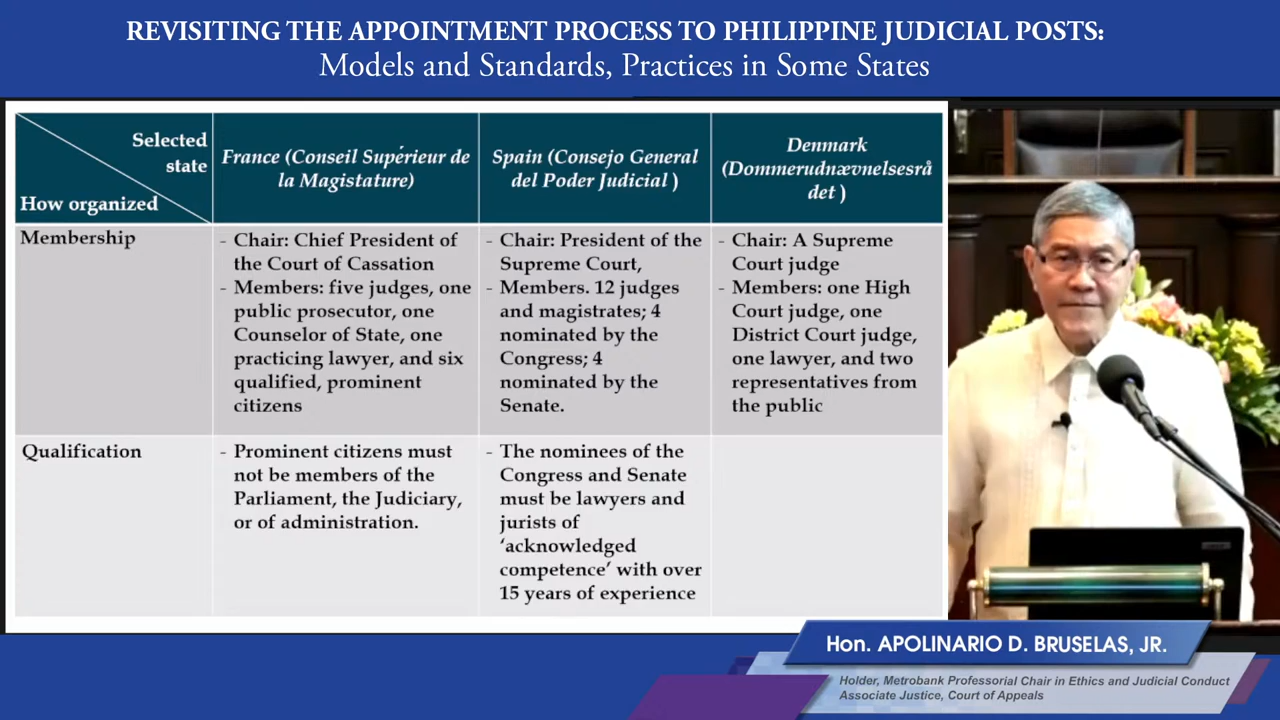 REVISITING THE APPOINTMENT PROCESS TO PHILIPPINE JUDICIAL POSTS:
Models and Standards, Practices in Some States
Selected
state
How organized
France (Conseil Supérieur de
la Magistature)
Spain (Consejo General
del Poder Judicial )
Denmark
(Dommerudnævnelsesrå
det )
Membership
- Chair: Chief President of
the Court of Cassation
- Members: five judges, one
public prosecutor, one
Counselor of State, one
practicing lawyer, and six
qualified, prominent
citizens
- Chair: President of the
Supreme Court,
- Members. 12 judges
and magistrates; 4
nominated by the
Congress; 4
nominated by the
Senate.
- Chair: A Supreme
Court judge
- Members: one High
Court judge, one
District Court judge,
one lawyer, and two
representatives from
the public
Qualification
- Prominent citizens must
not be members of the
Parliament, the Judiciary,
or of administration.
- The nominees of the
Congress and Senate
must be lawyers and
jurists of
‘acknowledged
competence’ with over
15 years of experience
Hon. APOLINARIO D. BRUSELAS, JR.
Holder, Metrobank Professorial Chair in Ethics and Judicial Conduct
Associate Justice, Court of Appeals